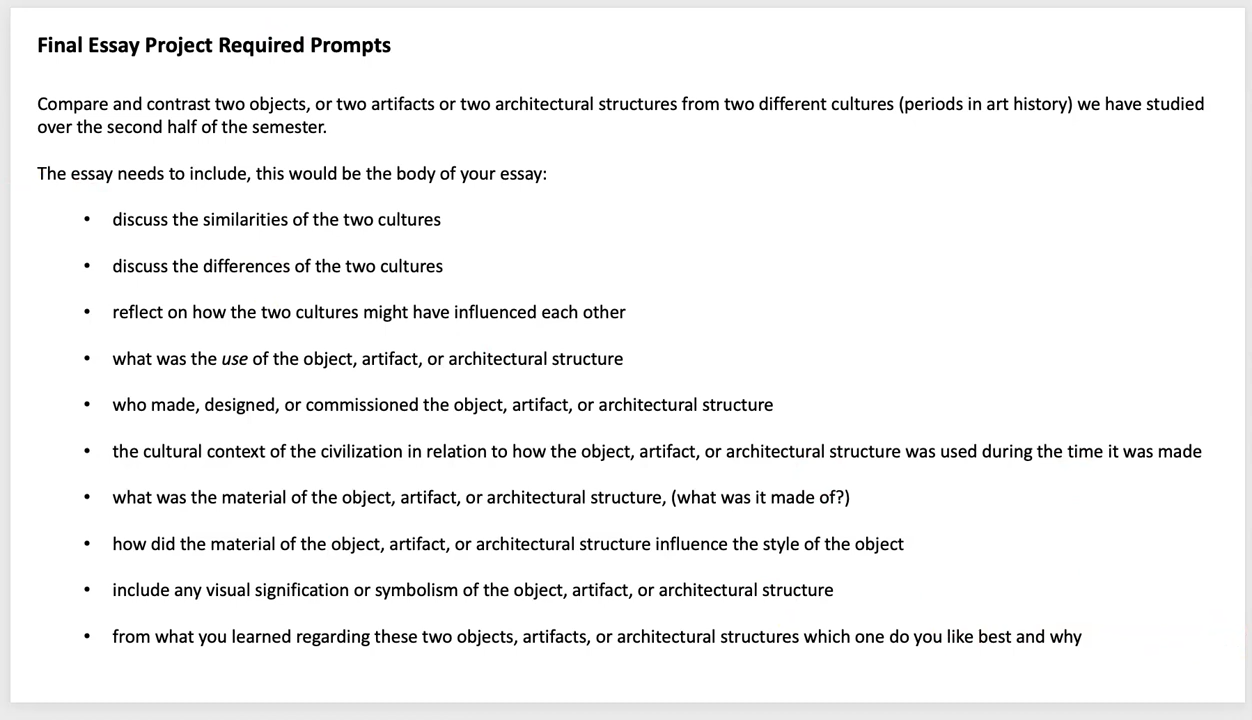 Final Essay Project Required Prompts
Compare and contrast two objects, or two artifacts or two architectural structures from two different cultures (periods in art history) we have studied
over the second half of the semester.
The essay needs to include, this would be the body of your essay:
• discuss the similarities of the two cultures
• discuss the differences of the two cultures
• reflect on how the two cultures might have influenced each other
• what was the use of the object, artifact, or architectural structure
• who made, designed, or commissioned the object, artifact, or architectural structure
• the cultural context of the civilization in relation to how the object, artifact, or architectural structure was used during the time it was made
• what was the material of the object, artifact, or architectural structure, (what was it made of?)
• how did the material of the object, artifact, or architectural structure influence the style of the object
• include any visual signification or symbolism of the object, artifact, or architectural structure
• from what you learned regarding these two objects, artifacts, or architectural structures which one do you like best and why